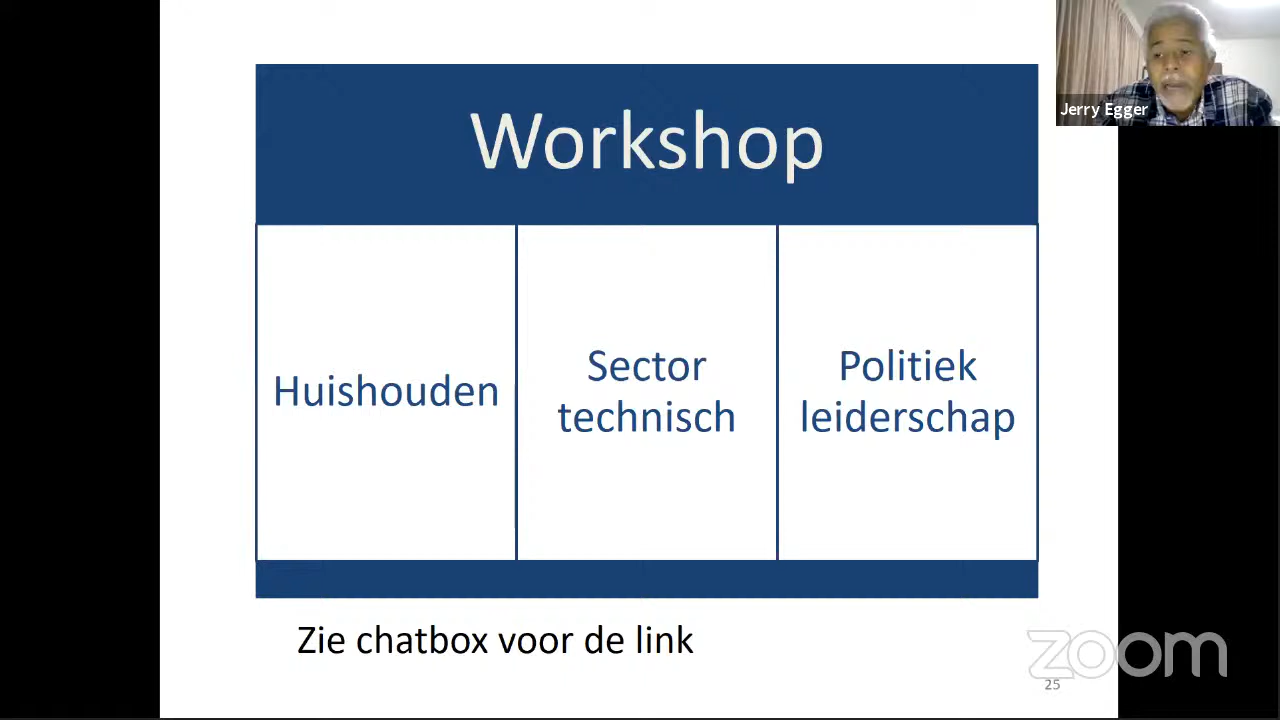 Workshop
Huishouden
Sector
technisch
Politiek
leiderschap
Zie chatbox voor de link
25
Jerry Egger
zoom